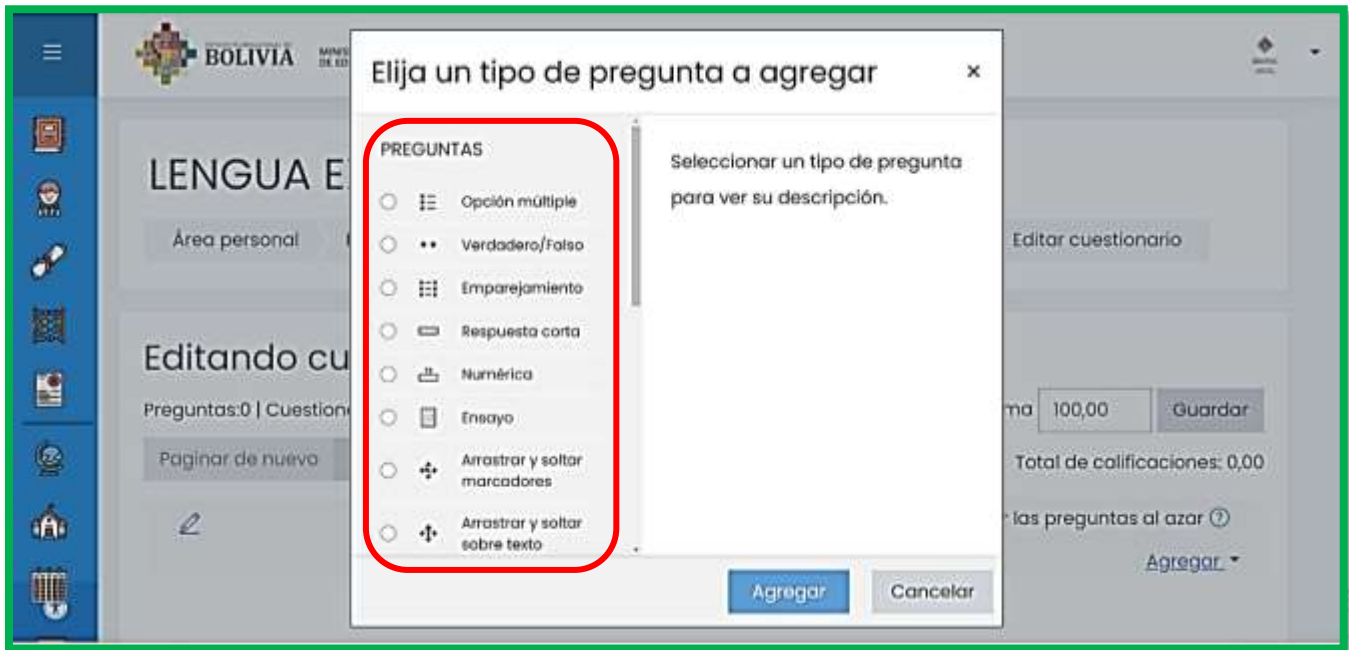 BOLIVIA
Elija un tipo de pregunta a agregar ×
PREGUNTAS
Opción múltiple
Verdadero/Falso
Emparejamiento
Respuesta corta
Numérica
Ensayo
Arrastrar y soltar
marcadores
Arrastrar y soltar
sobre texto
Seleccionar un tipo de pregunta
para ver su descripción.
Agregar
Cancelar
LENGUA E
Área personal
Editar cuestionario
Editando cu
Preguntas:0 | Cuestion
ma 100,00 Guardar
Paginar de nuevo
Total de calificaciones: 0,00
las preguntas al azar
Agregar